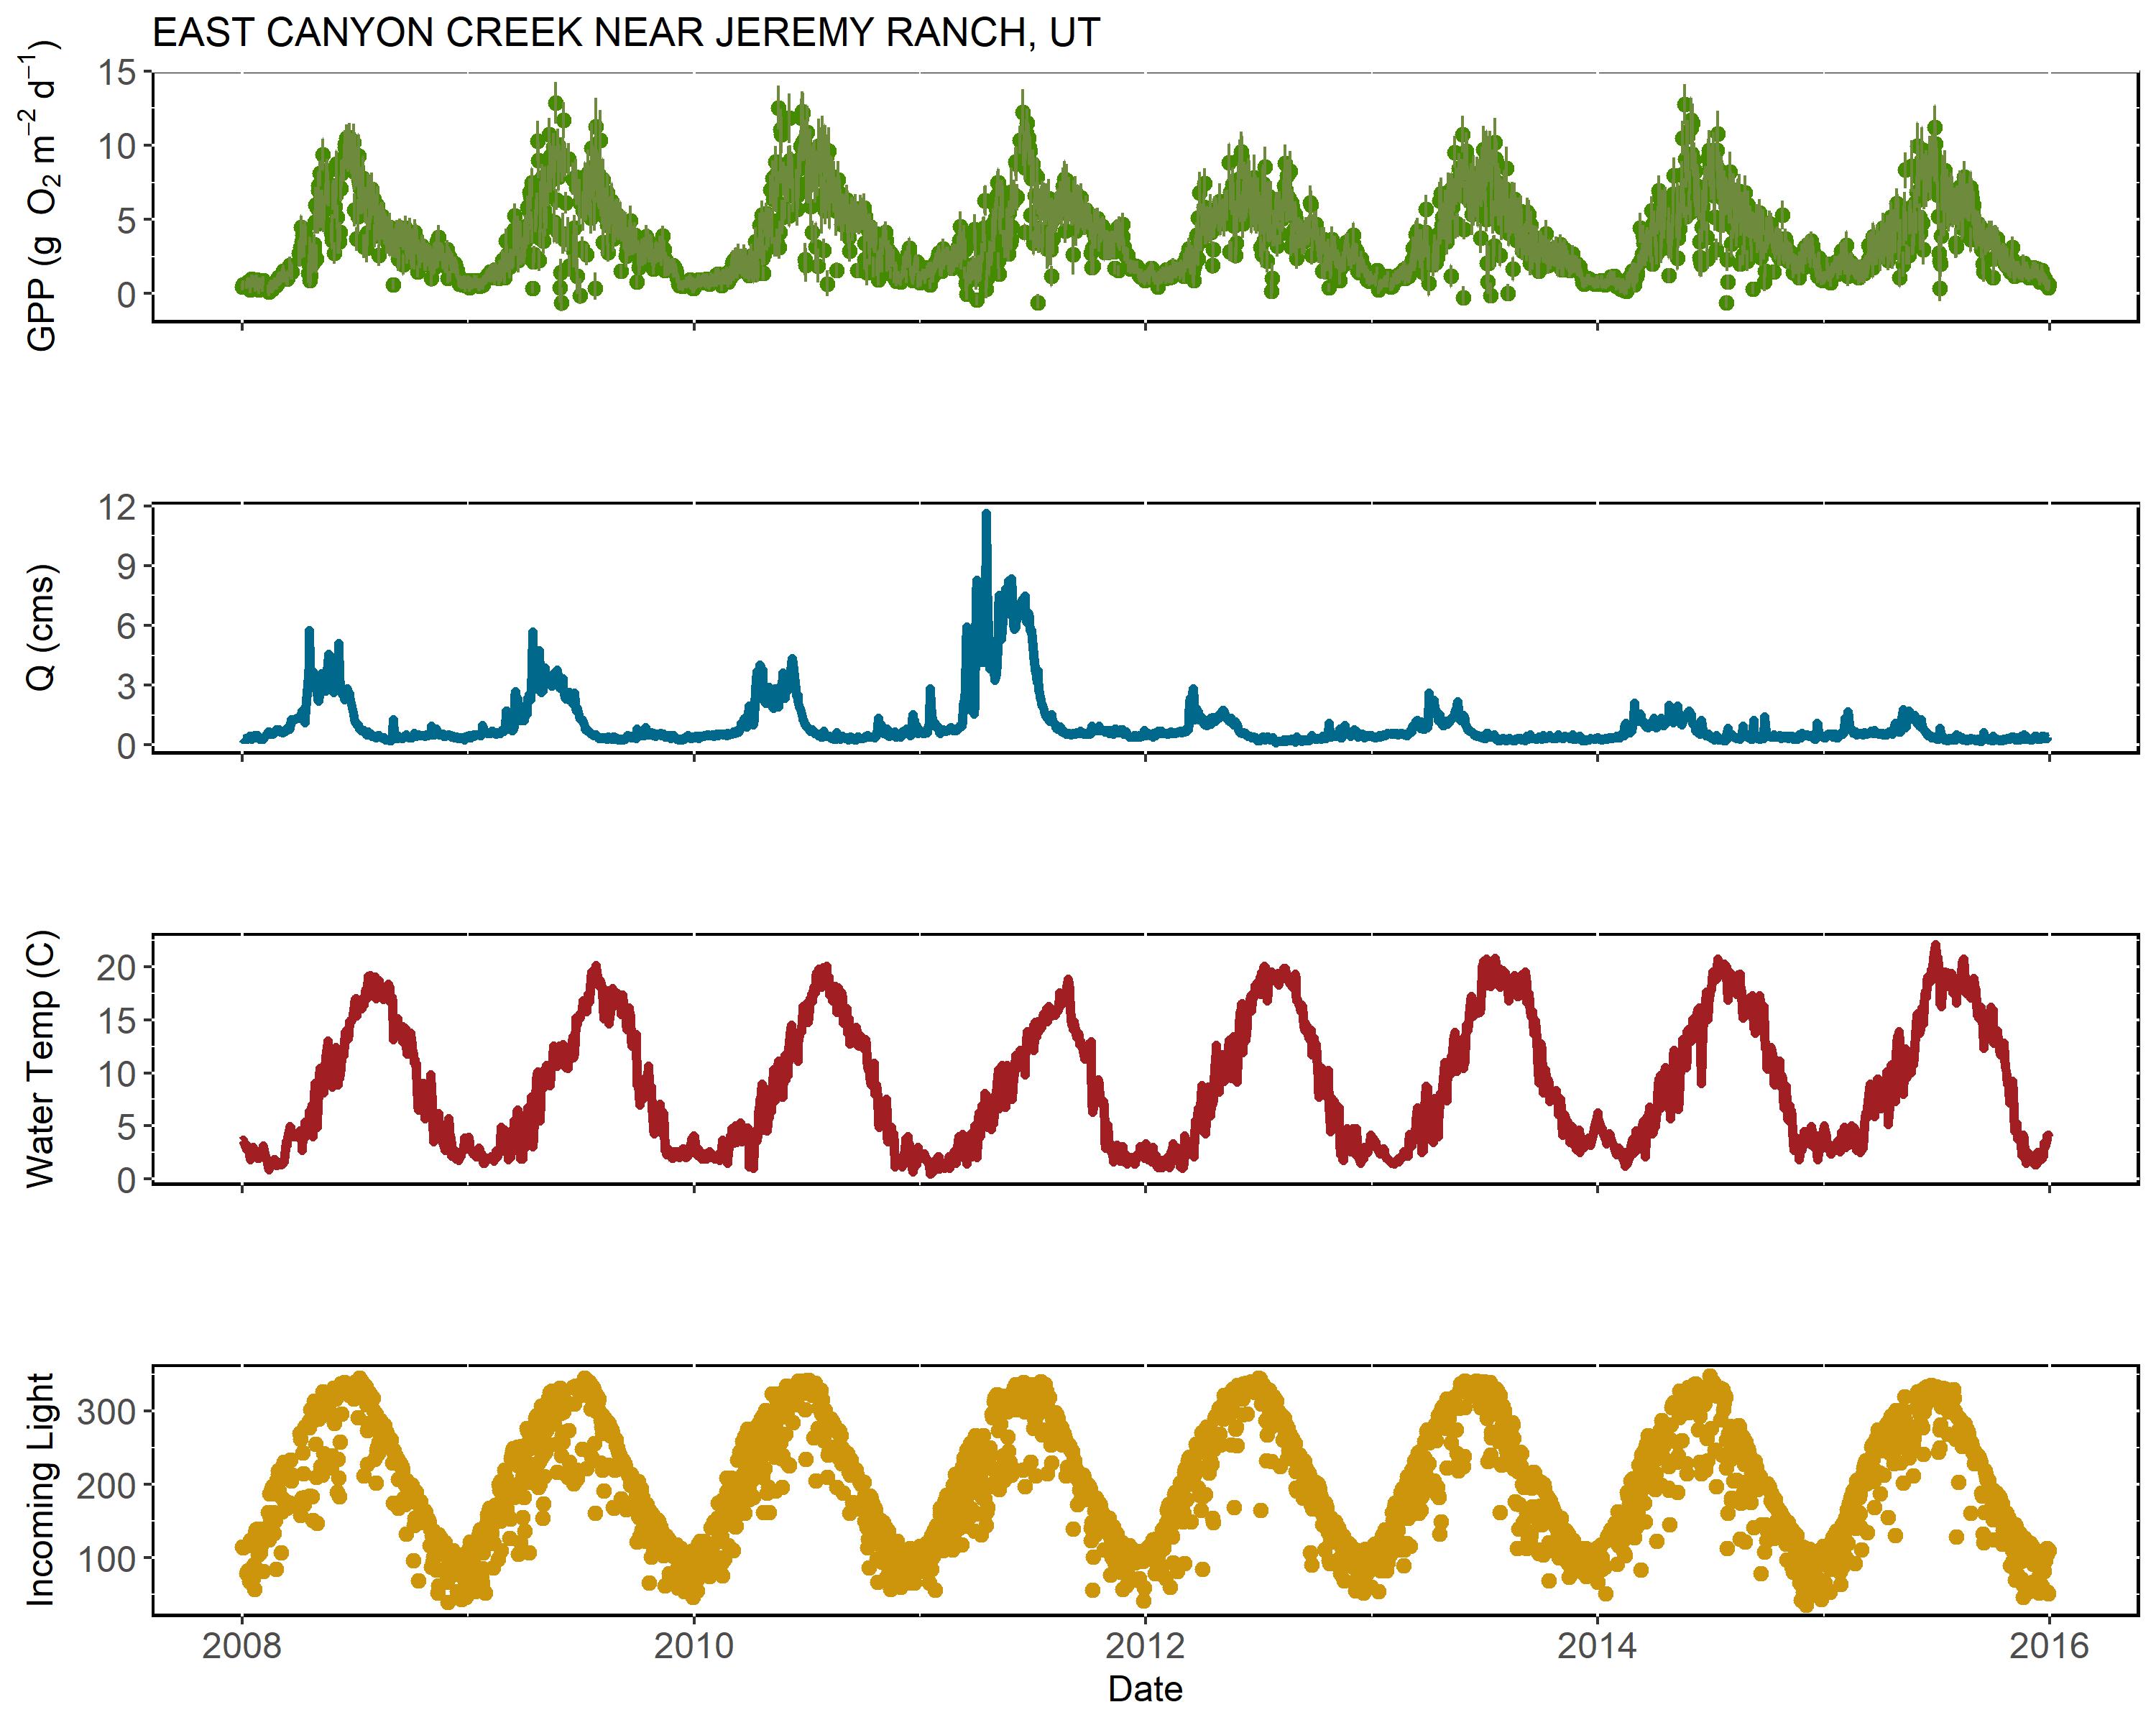 EAST CANYON CREEK NEAR JEREMY RANCH, UT
GPP (g O₂ m⁻² d⁻¹)
15
10
5
0
Q (cms)
12
9
6
3
0
Water Temp (C)
20
15
10
5
0
Incoming Light
300
200
100
2008 2010 2012 2014 2016
Date